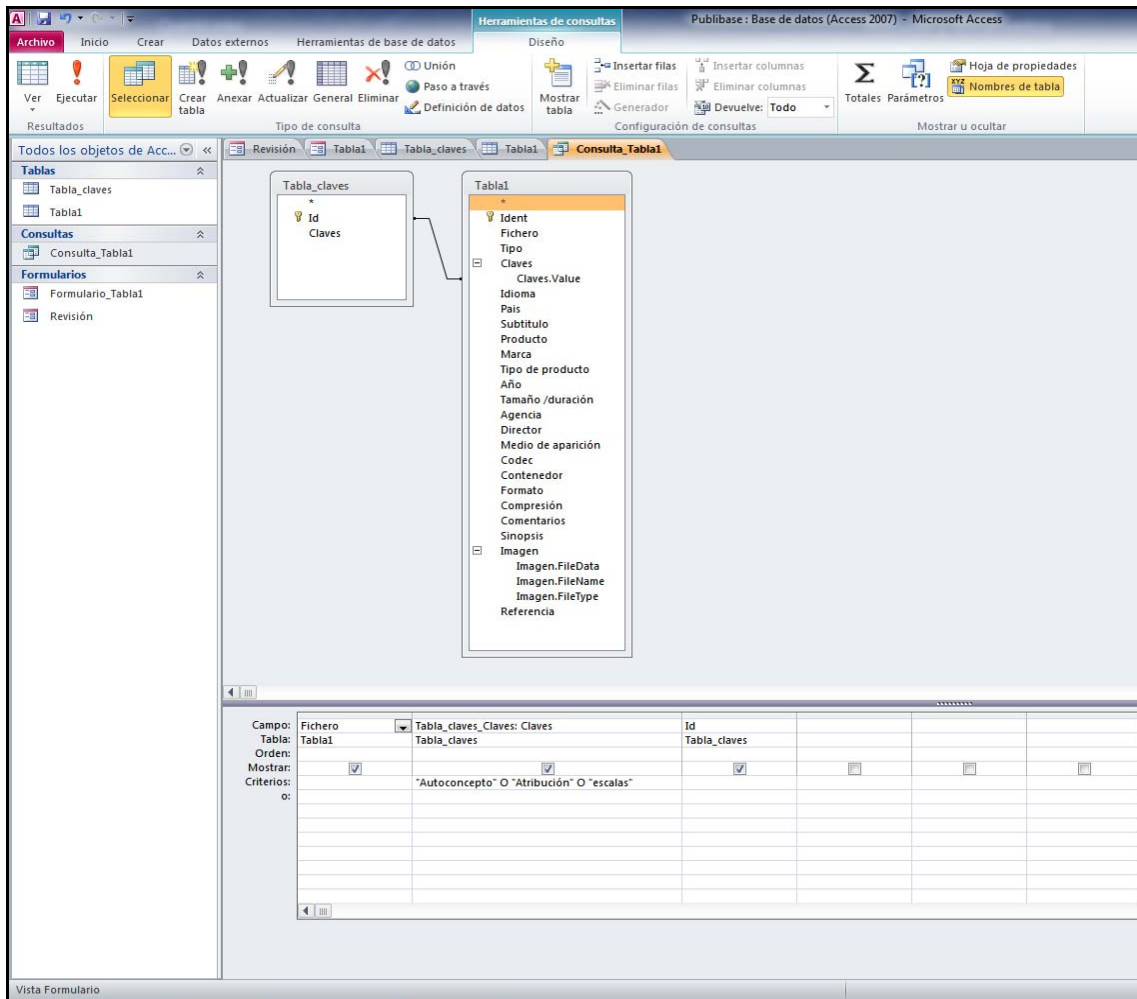 Herramientas de consultas
Publibase : Base de datos (Access 2007) - Microsoft Access
Archivo Inicio Crear Datos externos Herramientas de base de datos Diseño
Ver Ejecutar Seleccionar Crear tabla Anexar Actualizar General Eliminar
Unión
Paso a través
Definición de datos
Mostrar tabla
Insertar filas
Eliminar filas
Generador
Insertar columnas
Eliminar columnas
Devuelve: Todo
Totales Parámetros
Hoja de propiedades
Nombres de tabla
Resultados Tipo de consulta Configuración de consultas Mostrar u ocultar
Todos los objetos de Acc...
Tablas
Tabla_claves
Tabla1
Consultas
Consulta_Tabla1
Formularios
Formulario_Tabla1
Revisión
Revisión Tabla1 Tabla_claves Tabla1 Consulta_Tabla1
Tabla_claves
*
Id
Claves
Tabla1
*
Ident
Fichero
Tipo
Claves
Claves.Value
Idioma
Pais
Subtitulo
Producto
Marca
Tipo de producto
Año
Tamaño /duración
Agencia
Director
Medio de aparición
Codec
Contenedor
Formato
Compresión
Comentarios
Sinopsis
Imagen
Imagen.FileData
Imagen.FileName
Imagen.FileType
Referencia
Campo: Fichero Tabla_claves_Claves: Claves Id
Tabla: Tabla1 Tabla_claves Tabla_claves
Orden:
Mostrar:
Criterios: "Autoconcepto" O "Atribución" O "escalas"
o:
Vista Formulario